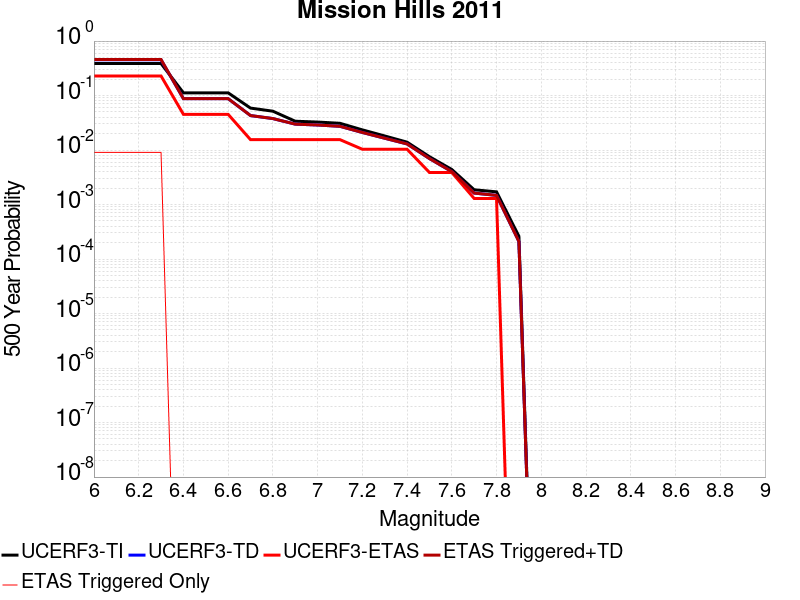 Mission Hills 2011
500 Year Probability
10^0
10^-1
10^-2
10^-3
10^-4
10^-5
10^-6
10^-7
10^-8
6 6.2 6.4 6.6 6.8 7 7.2 7.4 7.6 7.8 8 8.2 8.4 8.6 8.8 9
Magnitude
UCERF3-TI UCERF3-TD UCERF3-ETAS ETAS Triggered+TD
ETAS Triggered Only